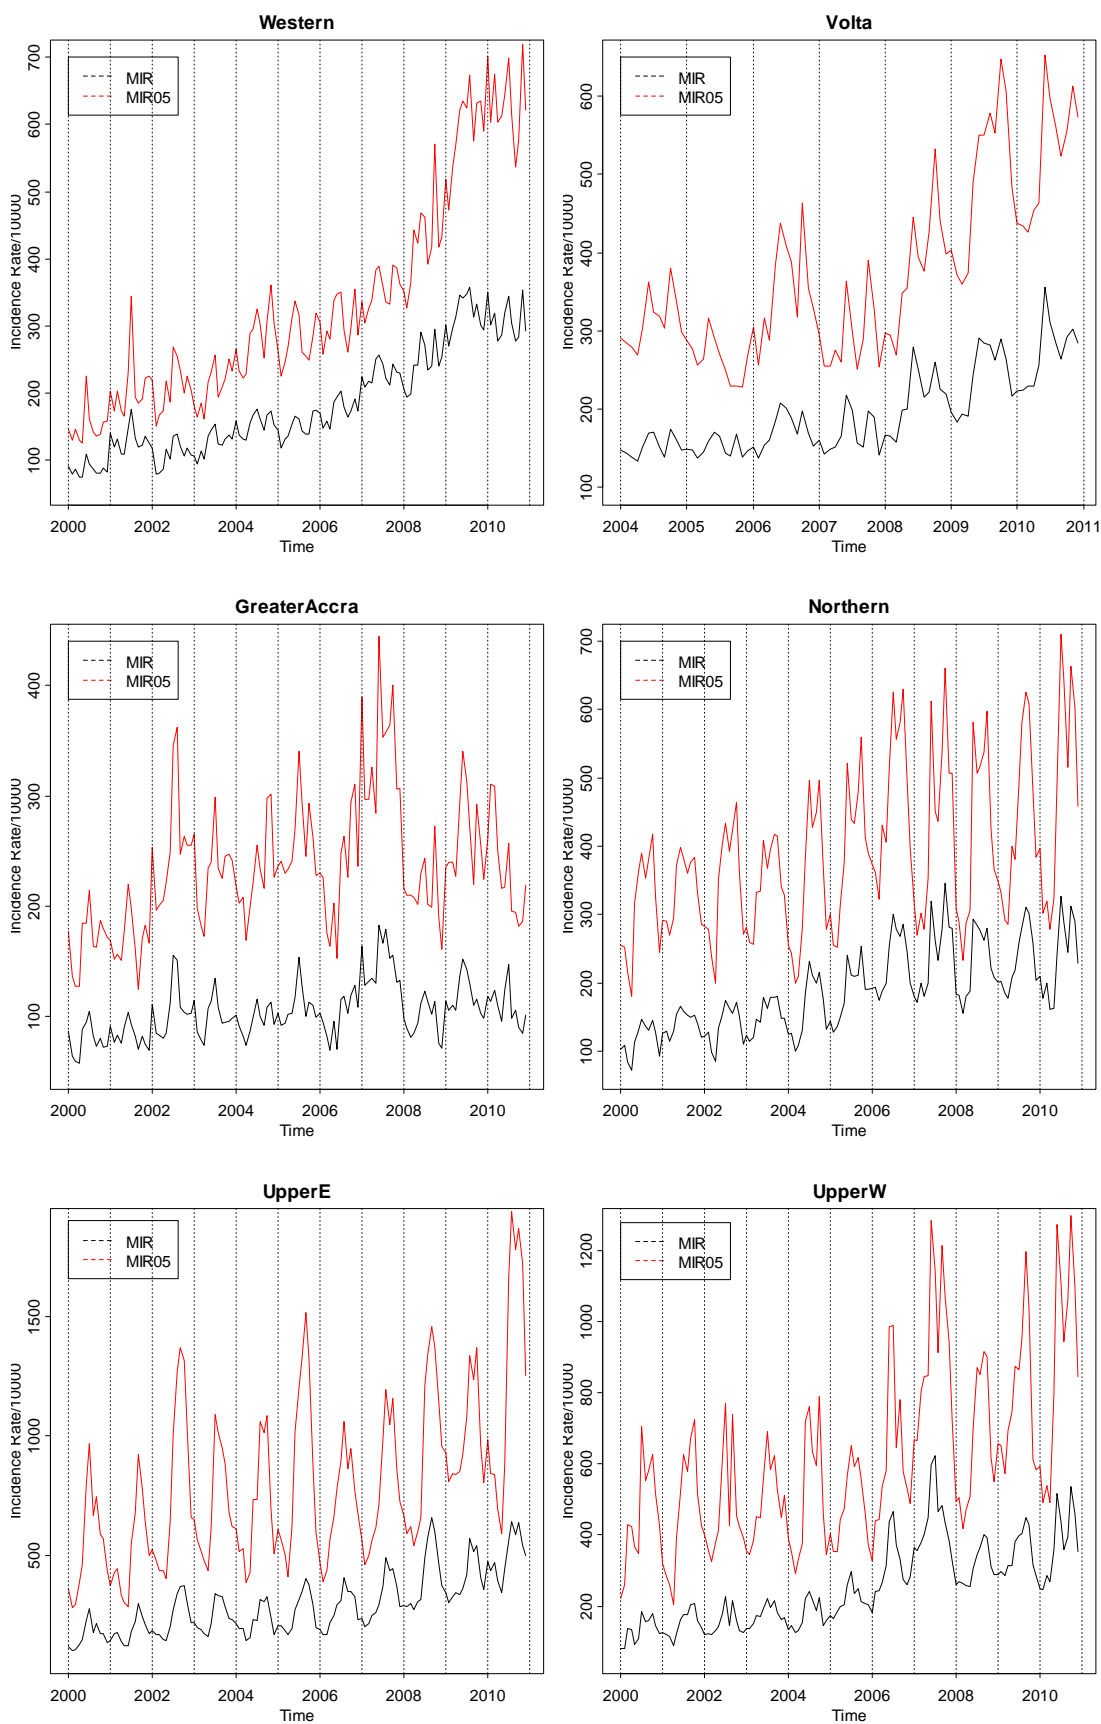 Western
Incidence Rate/10000
100 200 300 400 500 600 700
MIR
MIR05
2000 2002 2004 2006 2008 2010
Time
Volta
Incidence Rate/10000
100 200 300 400 500 600
MIR
MIR05
2004 2005 2006 2007 2008 2009 2010 2011
Time
GreaterAccra
Incidence Rate/10000
100 200 300 400
MIR
MIR05
2000 2002 2004 2006 2008 2010
Time
Northern
Incidence Rate/10000
100 200 300 400 500 600 700
MIR
MIR05
2000 2002 2004 2006 2008 2010
Time
UpperE
Incidence Rate/10000
500 1000 1500
MIR
MIR05
2000 2002 2004 2006 2008 2010
Time
UpperW
Incidence Rate/10000
200 400 600 800 1000 1200
MIR
MIR05
2000 2002 2004 2006 2008 2010
Time